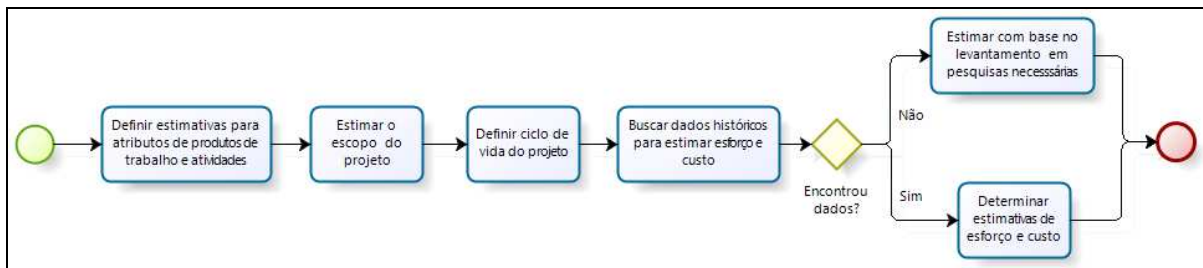 Definir estimativas para
atributos de produtos de
trabalho e atividades
Estimar o
escopo do
projeto
Definir ciclo de
vida do projeto
Buscar dados históricos
para estimar esforço e
custo
Encontrou
dados?
Não
Estimar com base no
levantamento em
pesquisas necesssárias
Sim
Determinar
estimativas de
esforço e custo